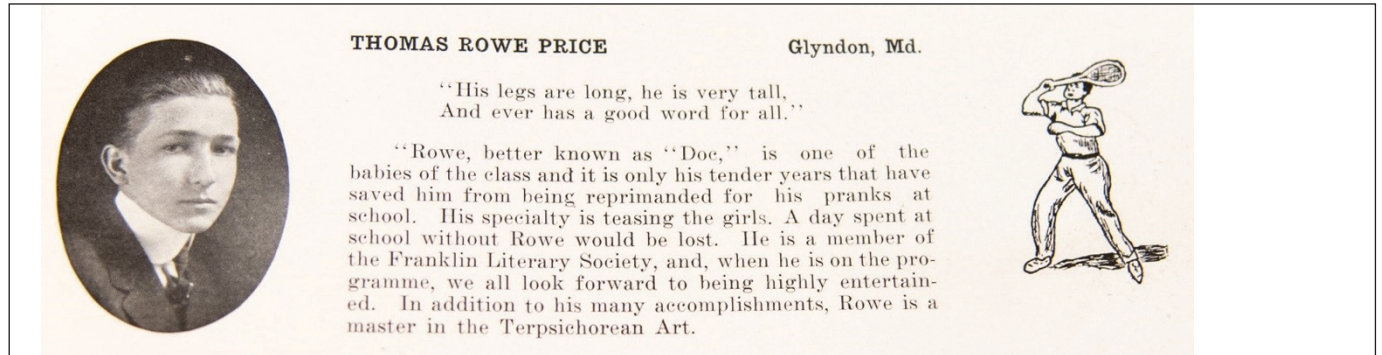 THOMAS ROWE PRICE Glyndon, Md.
‘‘His legs are long, he is very tall,
And ever has a good word for all.’’
‘‘Rowe, better known as ‘‘Doc,’’ is one of the
babies of the class and it is only his tender years that have
saved him from being reprimanded for his pranks at
school. His specialty is teasing the girls. A day spent at
school without Rowe would be lost. He is a member of
the Franklin Literary Society, and, when he is on the pro-
gramme, we all look forward to being highly entertain-
ed. In addition to his many accomplishments, Rowe is a
master in the Terpsichorean Art.